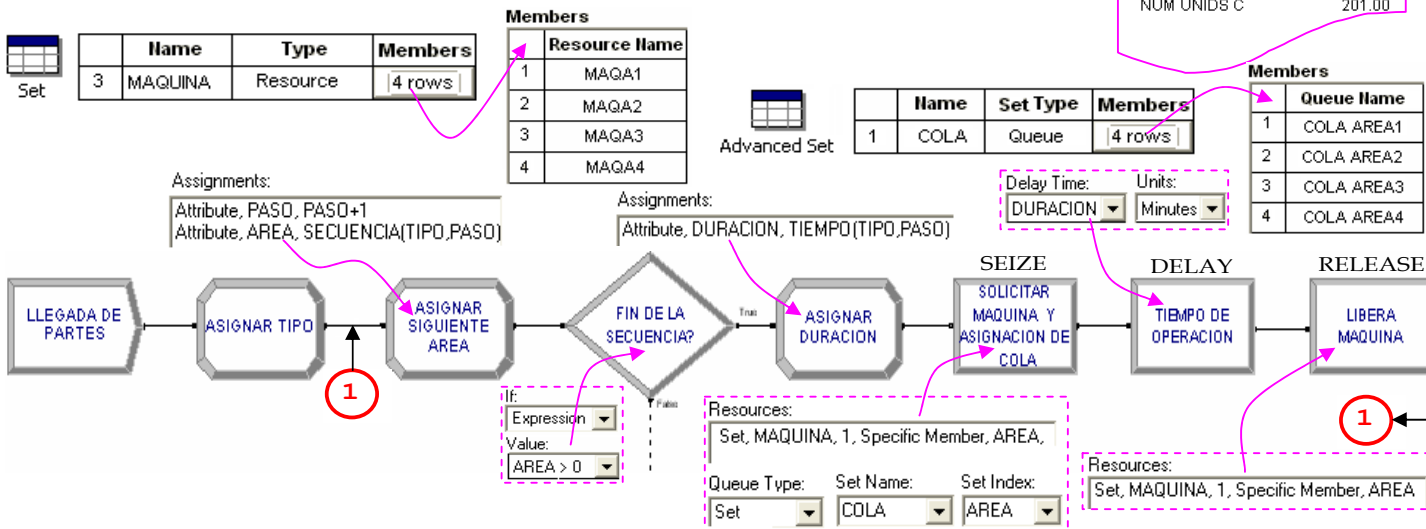 NUM UNIDS C 201.00
Members
Set
Name Type Members
3 MAQUINA Resource 4 rows
Resource Name
1 MAQA1
2 MAQA2
3 MAQA3
4 MAQA4
Advanced Set
Name Set Type Members
1 COLA Queue 4 rows
Members
Queue Name
1 COLA AREA1
2 COLA AREA2
3 COLA AREA3
4 COLA AREA4
Assignments:
Attribute, PASO, PASO+1
Attribute, AREA, SECUENCIA(TIPO,PASO)
Assignments:
Attribute, DURACION, TIEMPO(TIPO,PASO)
Delay Time: Units:
DURACION Minutes
SEIZE
DELAY
RELEASE
LLEGADA DE
PARTES
ASIGNAR TIPO
ASIGNAR
SIGUIENTE
AREA
FIN DE LA
SECUENCIA?
True
False
ASIGNAR
DURACION
SOLICITAR
MAQUINA Y
ASIGNACION DE
COLA
TIEMPO DE
OPERACION
LIBERA
MAQUINA
1
If:
Expression
Value:
AREA > 0
Resources:
Set, MAQUINA, 1, Specific Member, AREA,
Queue Type: Set Name: Set Index:
Set COLA AREA
1
Resources:
Set, MAQUINA, 1, Specific Member, AREA